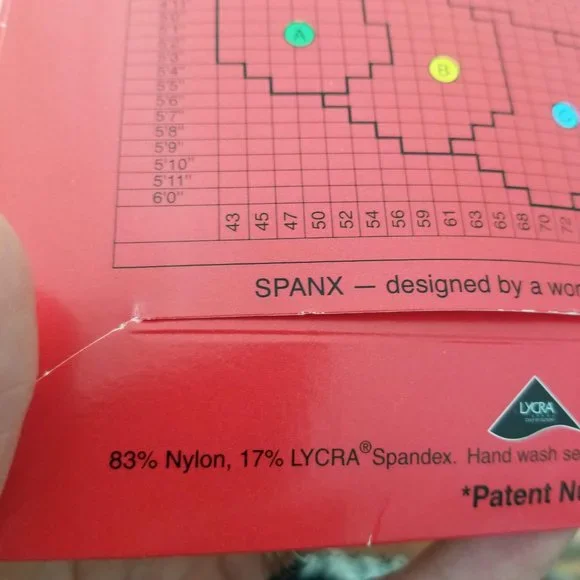 A
B
C
5'4"
5'5"
5'6"
5'7"
5'8"
5'9"
5'10"
5'11"
6'0"
43 45 47 50 52 54 56 59 61 63 65 68 70 72
SPANX — designed by a
LYCRA
83% Nylon, 17% LYCRA® Spandex. Hand wash
*Patent